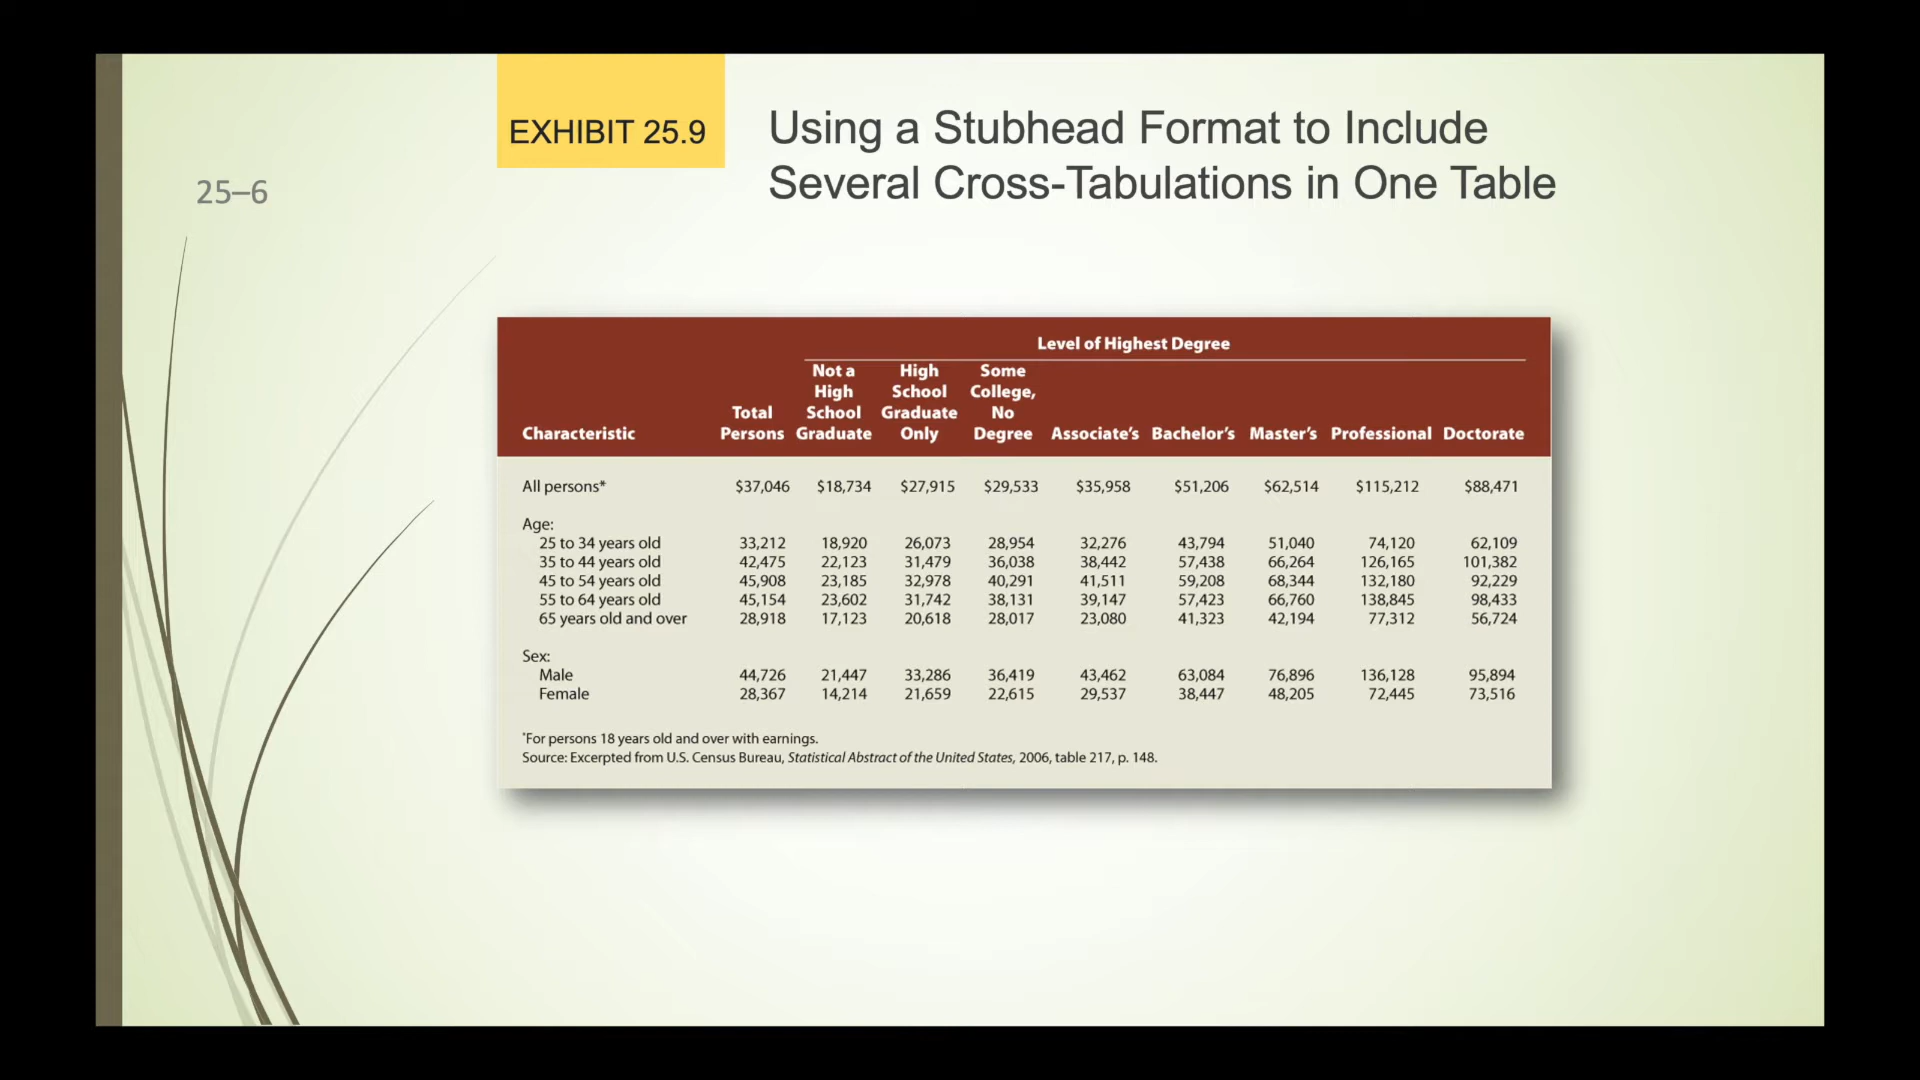 EXHIBIT 25.9
Using a Stubhead Format to Include
Several Cross-Tabulations in One Table
25–6
Level of Highest Degree
Not a High Some
High School College,
Total School Graduate No
Characteristic Persons Graduate Only Degree Associate's Bachelor's Master's Professional Doctorate
All persons* $37,046 $18,734 $27,915 $29,533 $35,958 $51,206 $62,514 $115,212 $88,471
Age:
25 to 34 years old 33,212 18,920 26,073 28,954 32,276 43,794 51,040 74,120 62,109
35 to 44 years old 42,475 22,123 31,479 36,038 38,442 57,438 66,264 126,165 101,382
45 to 54 years old 45,908 23,185 32,978 40,291 41,511 59,208 68,344 132,180 92,229
55 to 64 years old 45,154 23,602 31,742 38,131 39,147 57,423 66,760 138,845 98,433
65 years old and over 28,918 17,123 20,618 28,017 23,080 41,323 42,194 77,312 56,724
Sex:
Male 44,726 21,447 33,286 36,419 43,462 63,084 76,896 136,128 95,894
Female 28,367 14,214 21,659 22,615 29,537 38,447 48,205 72,445 73,516
*For persons 18 years old and over with earnings.
Source: Excerpted from U.S. Census Bureau, Statistical Abstract of the United States, 2006, table 217, p. 148.